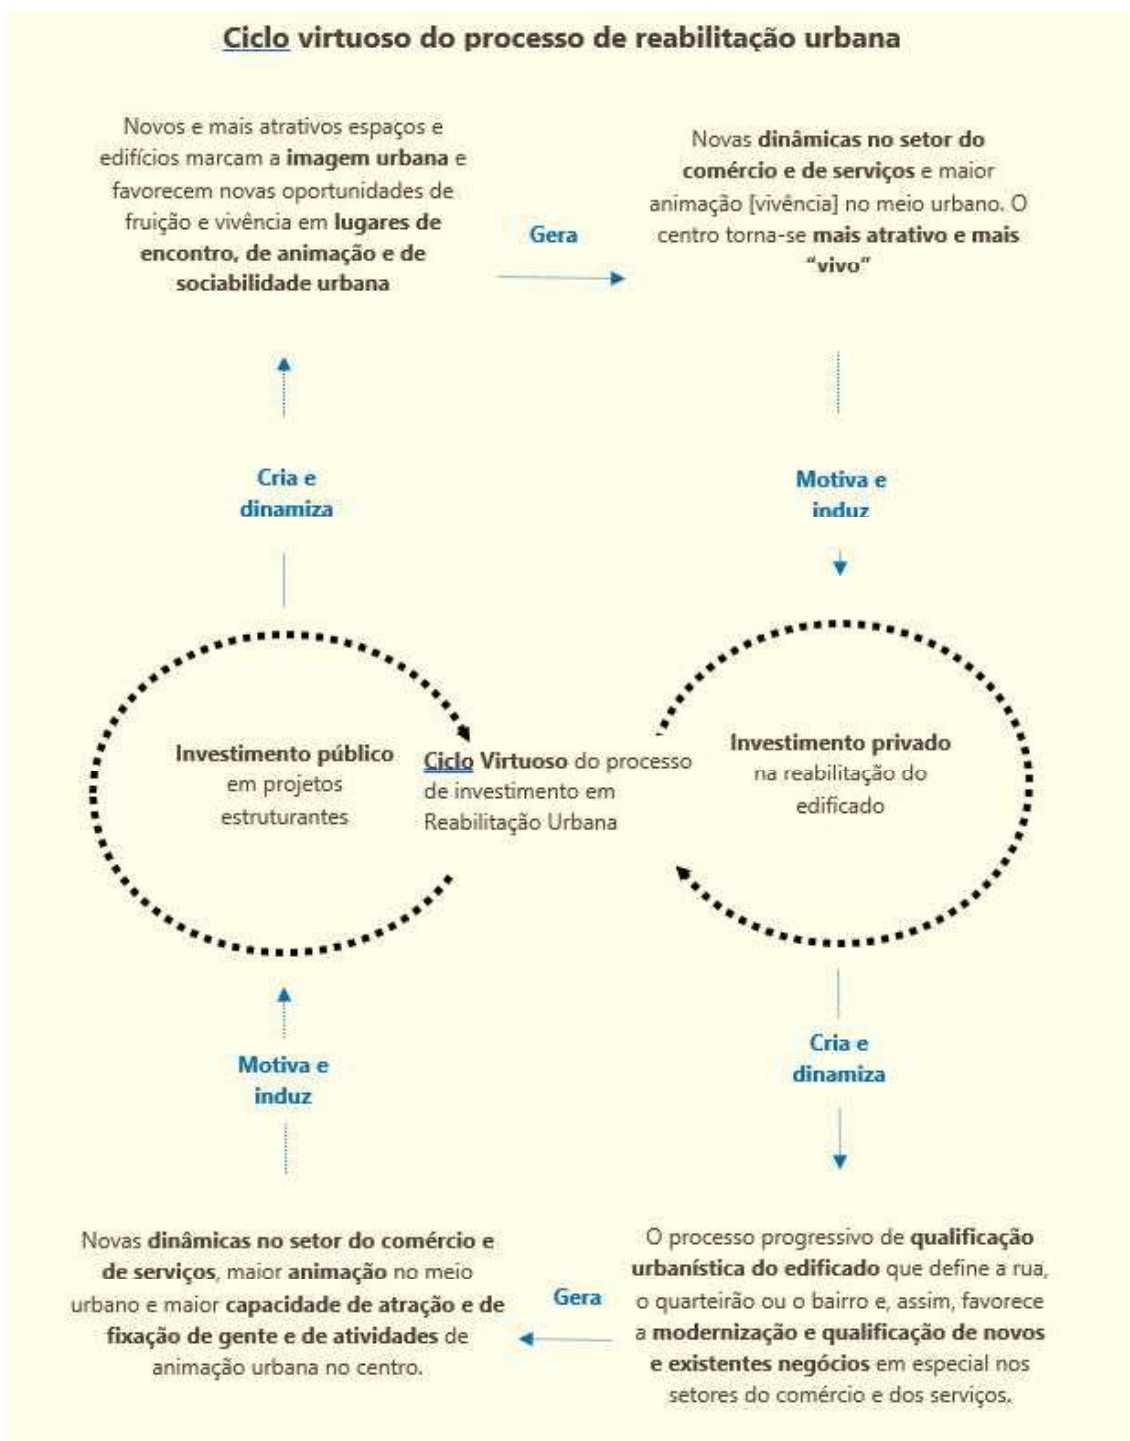 Ciclo virtuoso do processo de reabilitação urbana
Novos e mais atrativos espaços e
edifícios marcam a imagem urbana e
favorecem novas oportunidades de
fruição e vivência em lugares de
encontro, de animação e de
sociabilidade urbana
Gera
Novas dinâmicas no setor do
comércio e de serviços e maior
animação [vivência] no meio urbano. O
centro torna-se mais atrativo e mais
“vivo”
Cria e
dinamiza
Motiva e
induz
Investimento público
em projetos
estruturantes
Ciclo Virtuoso do processo
de investimento em
Reabilitação Urbana
Investimento privado
na reabilitação do
edificado
Motiva e
induz
Cria e
dinamiza
Novas dinâmicas no setor do comércio e
de serviços, maior animação no meio
urbano e maior capacidade de atração e de
fixação de gente e de atividades de
animação urbana no centro.
Gera
O processo progressivo de qualificação
urbanística do edificado que define a rua,
o quarteirão ou o bairro e, assim, favorece
a modernização e qualificação de novos
e existentes negócios em especial nos
setores do comércio e dos serviços.